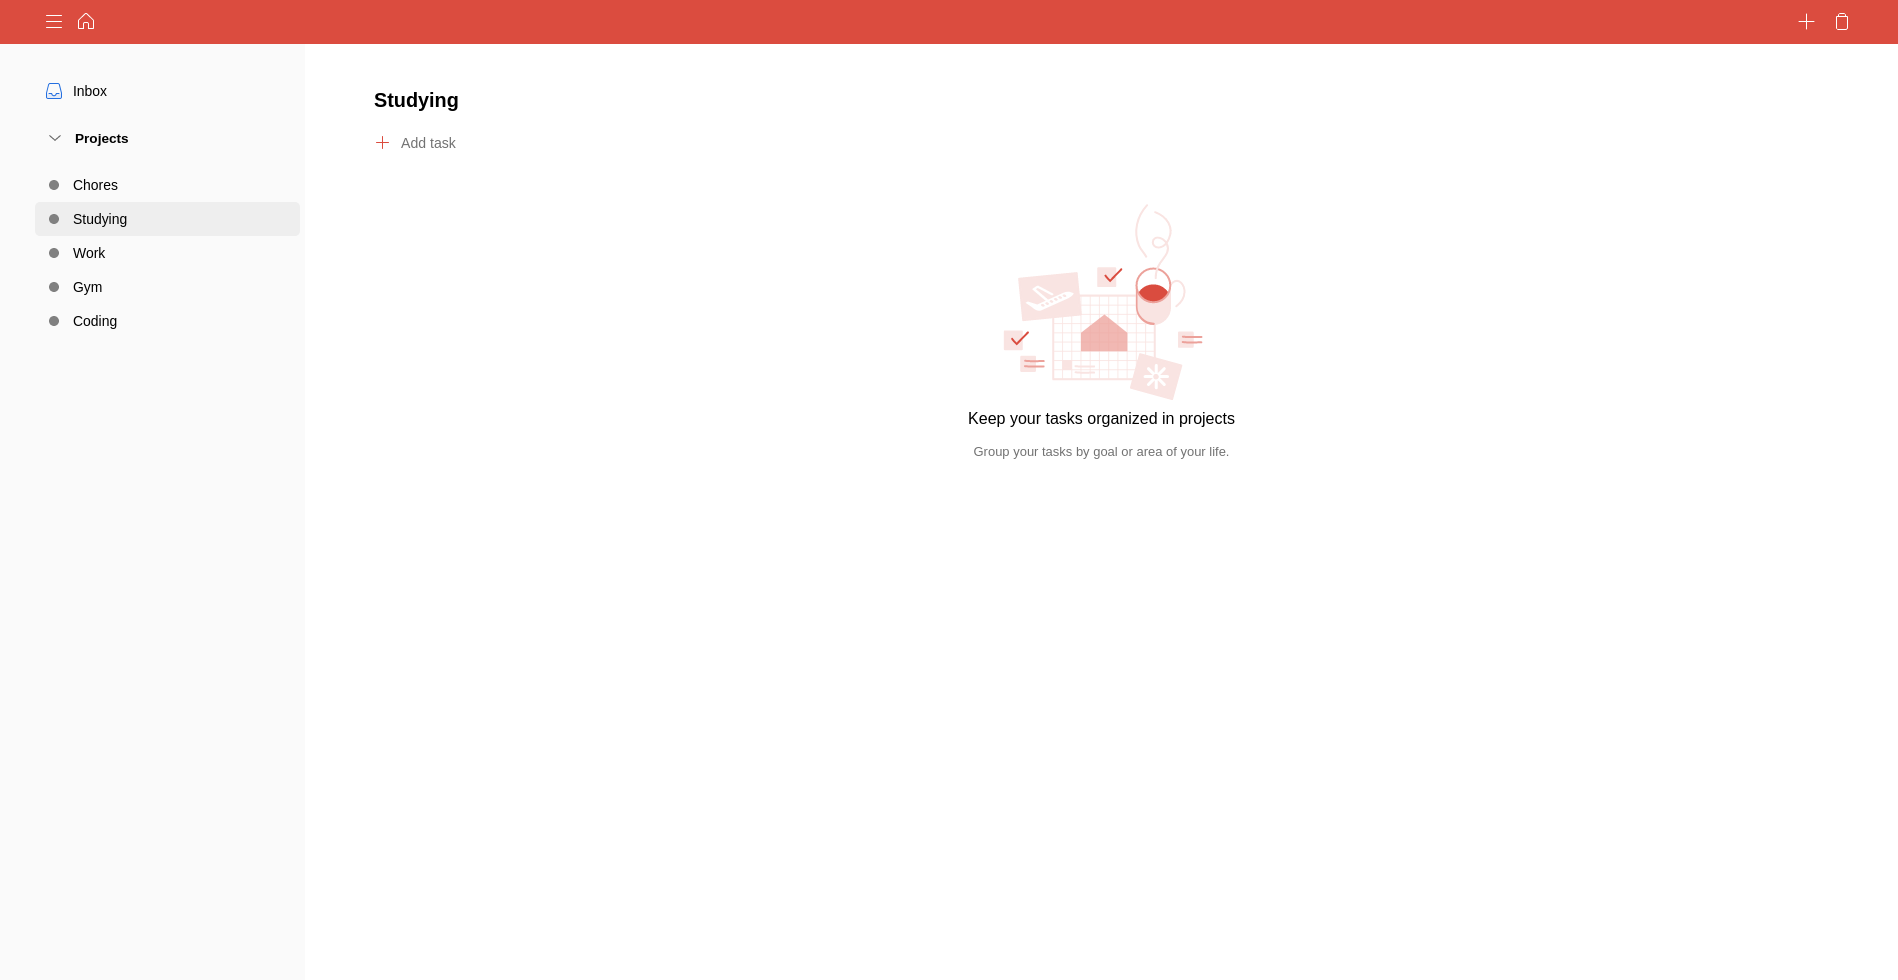 Inbox
Projects
Chores
Studying
Work
Gym
Coding
Studying
Add task
Keep your tasks organized in projects
Group your tasks by goal or area of your life.